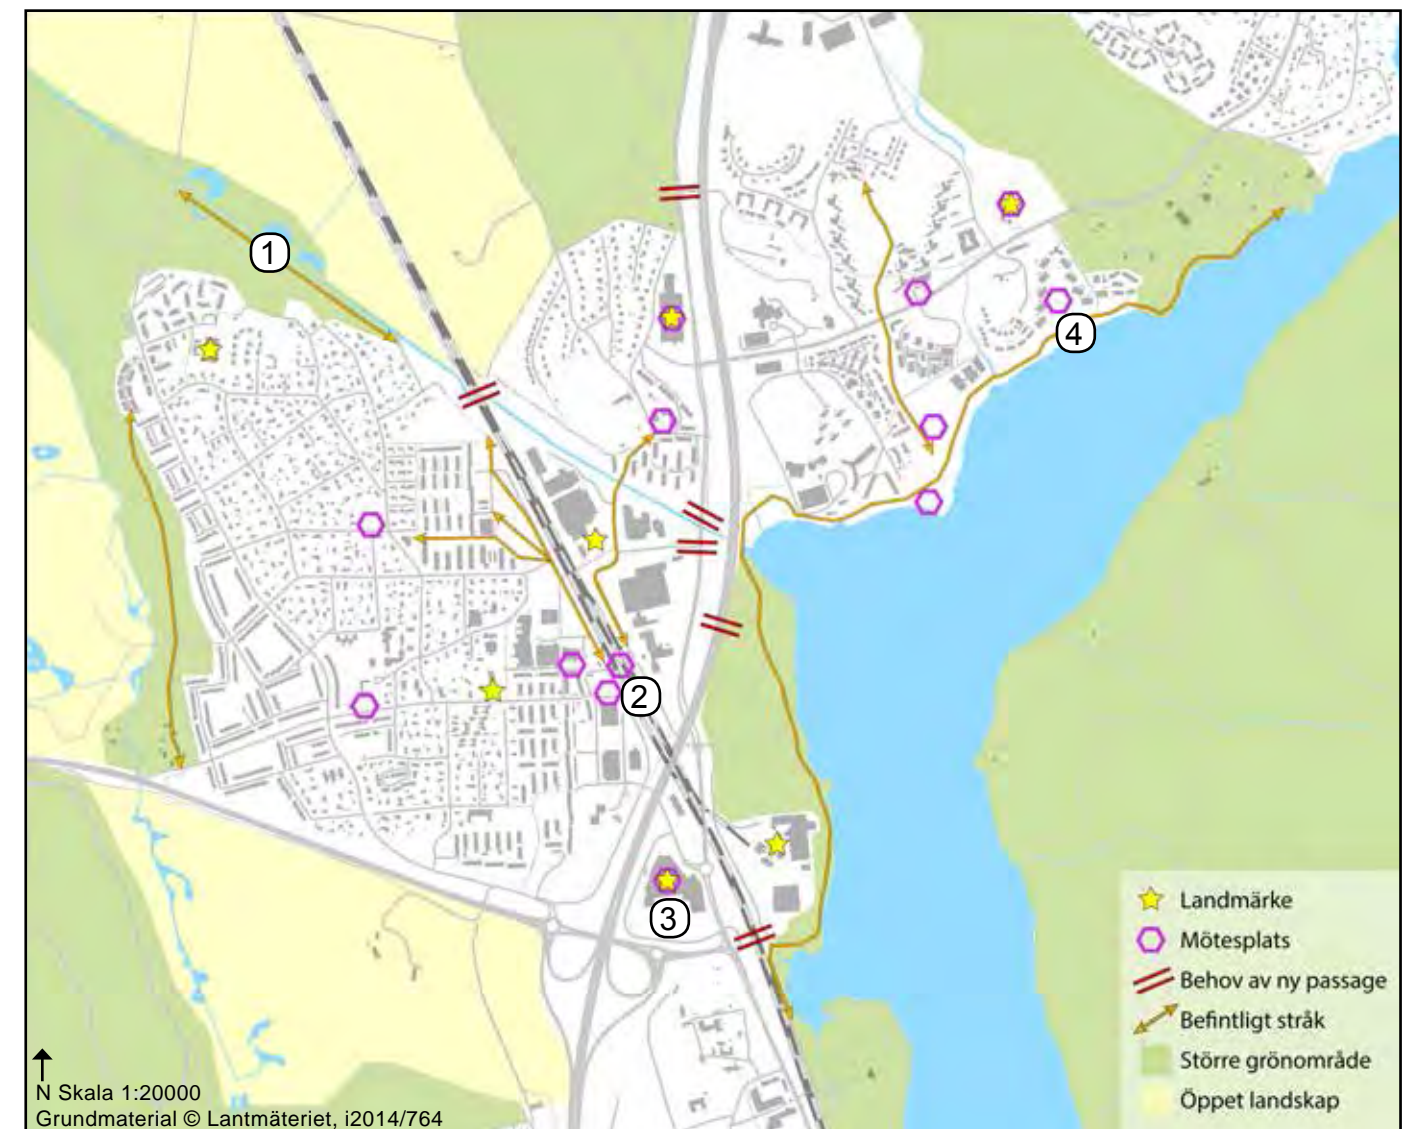 1
4
2
3
Landmärke
Mötesplats
Behov av ny passage
Befintligt stråk
Större grönområde
Öppet landskap
N Skala 1:20000
Grundmaterial © Lantmäteriet, i2014/764